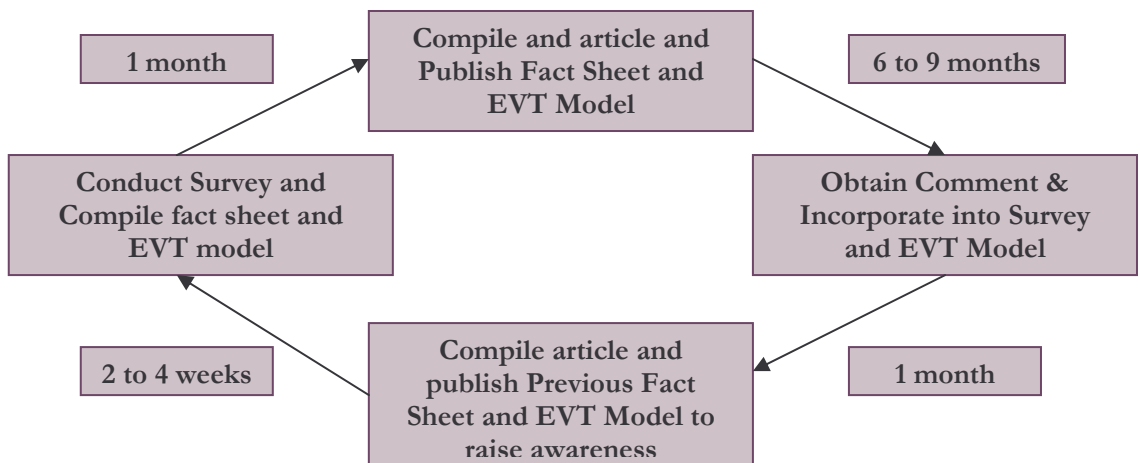 Compile and article and
Publish Fact Sheet and
EVT Model
1 month
6 to 9 months
Conduct Survey and
Compile fact sheet and
EVT model
Obtain Comment &
Incorporate into Survey
and EVT Model
Compile article and
publish Previous Fact
Sheet and EVT Model to
raise awareness
2 to 4 weeks
1 month